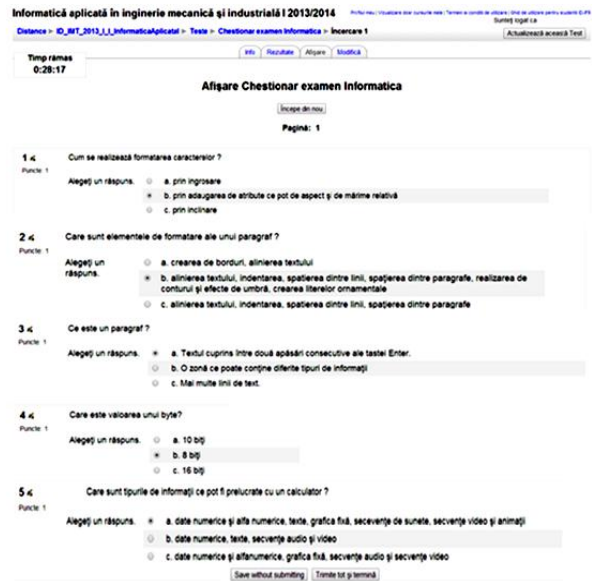 Informatică aplicată în inginerie mecanică și industrială I 2013/2014
Sunteți logat ca
Distance ► ID_IMT_2013_I_I_InformaticaAplicataI ► Teste ► Chestionar examen Informatica ► Încercare 1
Actualizează această Test
Info Rezultate Afișare Modifică
Timp rămas
0:28:17
Afișare Chestionar examen Informatica
Începe din nou
Pagină: 1
1
Cum se realizează formatarea caracterelor ?
Puncte: 1
Alegeți un răspuns.
a. prin ingrosare
b. prin adaugarea de atribute ce pot de aspect și de mărime relativă
c. prin inclinare
2
Care sunt elementele de formatare ale unui paragraf ?
Puncte: 1
Alegeți un răspuns.
a. crearea de borduri, alinierea textului
b. alinierea textului, indentarea, spatierea dintre linii, spațierea dintre paragrafe, realizarea de
conturui și efecte de umbră, crearea literelor ornamentale
c. alinierea textului, indentarea, spatierea dintre linii, spațierea dintre paragrafe
3
Ce este un paragraf ?
Puncte: 1
Alegeți un răspuns.
a. Textul cuprins între două apăsări consecutive ale tastei Enter.
b. O zonă ce poate conține diferite tipuri de informații
c. Mai multe linii de text.
4
Care este valoarea unui byte?
Puncte: 1
Alegeți un răspuns.
a. 10 biți
b. 8 biți
c. 16 biți
5
Care sunt tipurile de informații ce pot fi prelucrate cu un calculator ?
Puncte: 1
Alegeți un răspuns.
a. date numerice și alfa numerice, texte, grafica fixă, secevențe de sunete, secvențe video și animații
b. date numerice, texte, secvențe audio și video
c. date numerice și alfanumerice, grafica fixă, secvențe audio și secvențe video
Save without submitting Trimite tot și termină